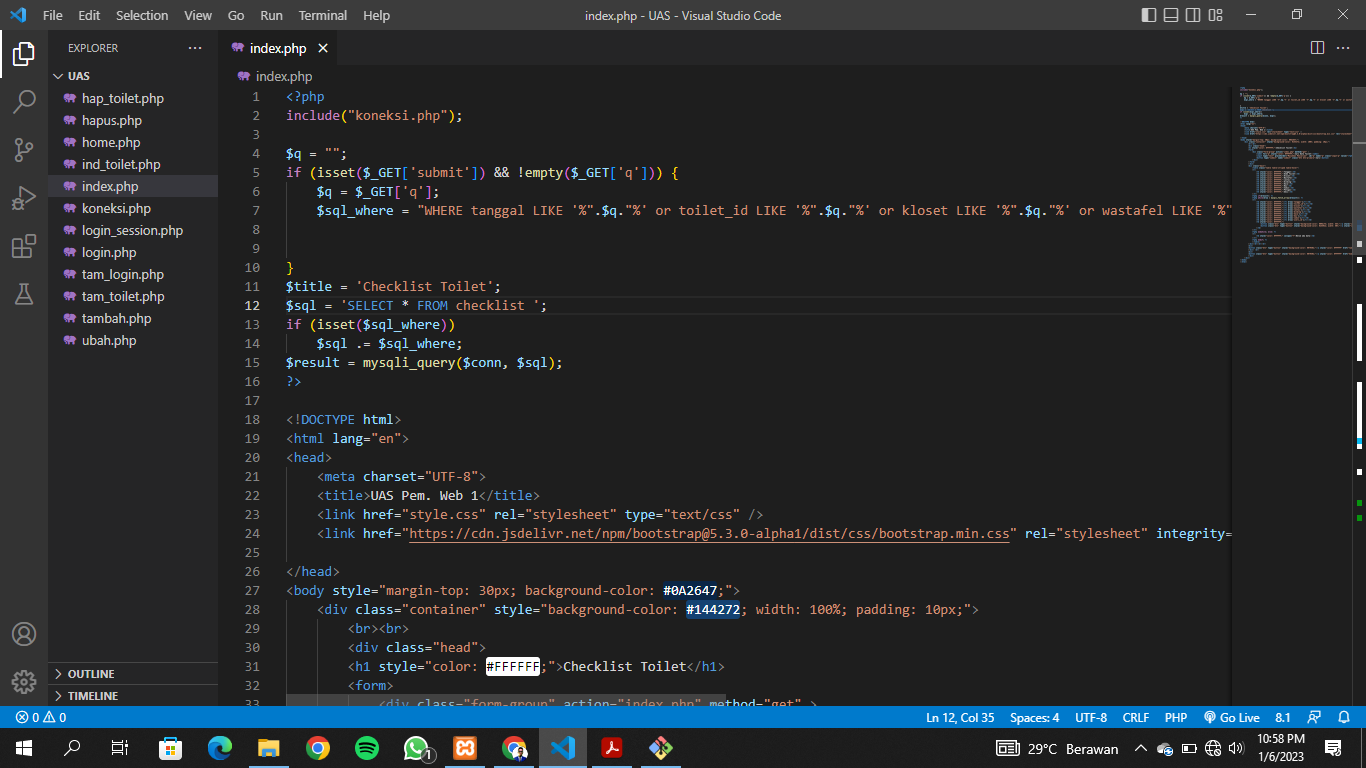 File Edit Selection View Go Run Terminal Help
index.php - UAS - Visual Studio Code
EXPLORER
UAS
hap_toilet.php
hapus.php
home.php
ind_toilet.php
index.php
koneksi.php
login_session.php
login.php
tam_login.php
tam_toilet.php
tambah.php
ubah.php
OUTLINE
TIMELINE
index.php
index.php
1 <?php
2 include("koneksi.php");
3
4 $q = "";
5 if (isset($_GET['submit']) && !empty($_GET['q'])) {
6 $q = $_GET['q'];
7 $sql_where = "WHERE tanggal LIKE '%".$q."%' or toilet_id LIKE '%".$q."%' or kloset LIKE '%".$q."%' or wastafel LIKE '%"
8
9
10 }
11 $title = 'Checklist Toilet';
12 $sql = 'SELECT * FROM checklist ';
13 if (isset($sql_where))
14 $sql .= $sql_where;
15 $result = mysqli_query($conn, $sql);
16 ?>
17
18 <!DOCTYPE html>
19 <html lang="en">
20 <head>
21 <meta charset="UTF-8">
22 <title>UAS Pem. Web 1</title>
23 <link href="style.css" rel="stylesheet" type="text/css" />
24 <link href="https://cdn.jsdelivr.net/npm/bootstrap@5.3.0-alpha1/dist/css/bootstrap.min.css" rel="stylesheet" integrity=
25
26 </head>
27 <body style="margin-top: 30px; background-color: #0A2647;">
28 <div class="container" style="background-color: #144272; width: 100%; padding: 10px;">
29 <br><br>
30 <div class="head">
31 <h1 style="color: #FFFFFF;">Checklist Toilet</h1>
32 <form>
33 <div class="form-group" action="index.php" method="get" >
0 0
Ln 12, Col 35 Spaces: 4 UTF-8 CRLF PHP Go Live 8.1
1
29°C Berawan
10:58 PM
1/6/2023